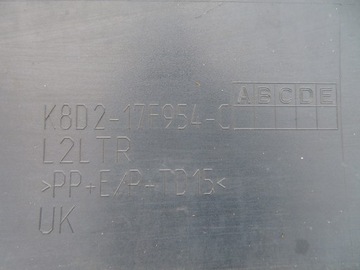 K8D2-17F954-C ABCDE
L2LTR
>PP+E/P+TD15<
UK